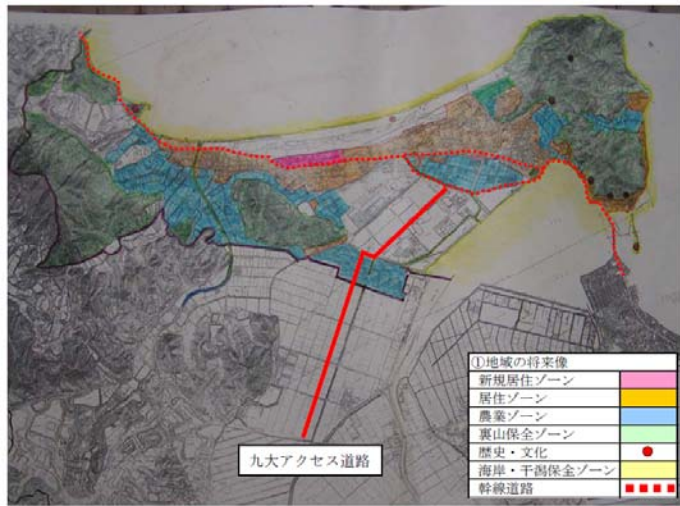 九大アクセス道路
①地域の将来像
新規居住ゾーン
居住ゾーン
農業ゾーン
裏山保全ゾーン
歴史・文化
海岸・干潟保全ゾーン
幹線道路